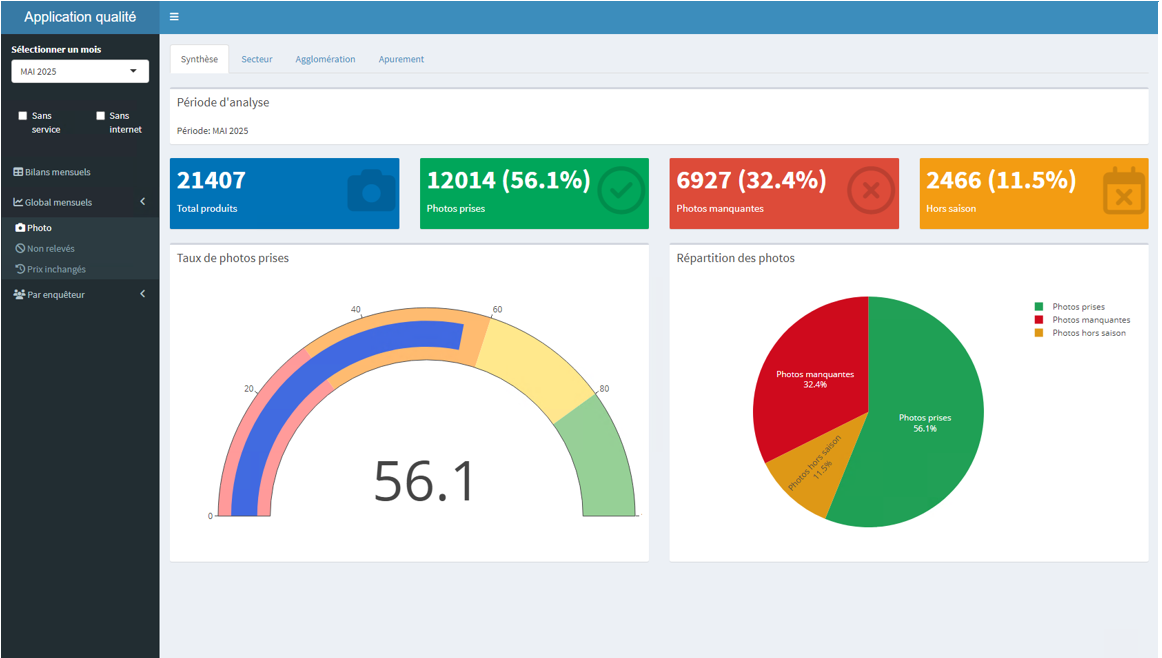 Application qualité
Sélectionner un mois
MAI 2025
Sans service
Sans internet
Bilans mensuels
Global mensuels
Photo
Non relevés
Prix inchangés
Par enquêteur
Synthèse
Secteur
Agglomération
Apurement
Période d'analyse
Période: MAI 2025
21407
Total produits
12014 (56.1%)
Photos prises
6927 (32.4%)
Photos manquantes
2466 (11.5%)
Hors saison
Taux de photos prises
0
20
40
60
80
56.1
Répartition des photos
Photos manquantes
32.4%
Photos prises
56.1%
Photos hors saison
11.5%
Photos prises
Photos manquantes
Photos hors saison